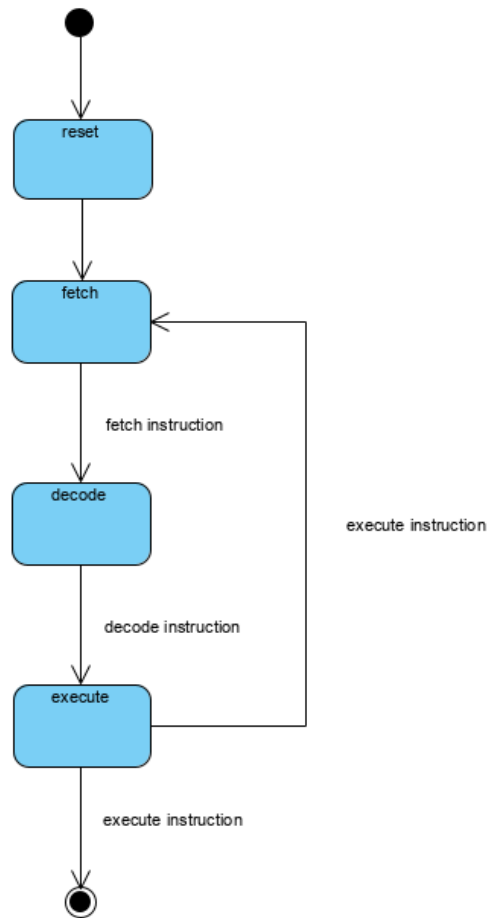 reset
fetch
fetch instruction
decode
execute instruction
decode instruction
execute
execute instruction